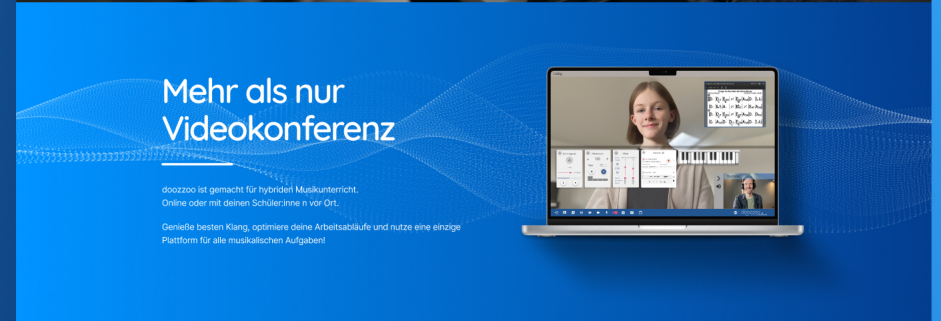 Mehr als nur
Videokonferenz
doozzoo ist gemacht für hybriden Musikunterricht.
Online oder mit deinen Schüler:inne n vor Ort.
Genieße besten Klang, optimiere deine Arbeitsabläufe und nutze eine einzige
Plattform für alle musikalischen Aufgaben!